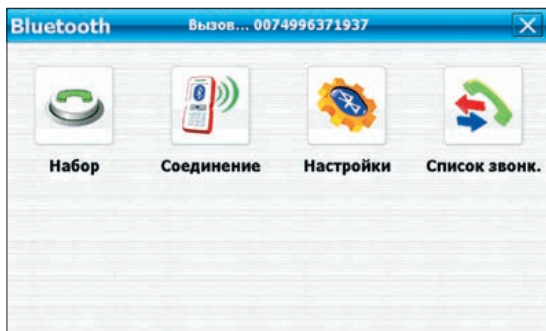 Bluetooth Вызов... 0074996371937
Набор Соединение Настройки Список звонк.